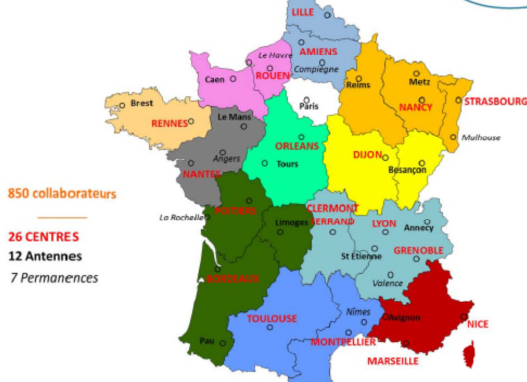 LILLE
AMIENS
Le Havre
Compiègne
ROUEN
Caen
Reims
Metz
STRASBOURG
Brest
Paris
NANCY
RENNES
Le Mans
Mulhouse
ORLEANS
Angers
DIJON
Tours
Besançon
NANTES
850 collaborateurs
POITIERS
CLERMONT
FERRAND
La Rochelle
Limoges
LYON
Annecy
26 CENTRES
St Etienne
GRENOBLE
12 Antennes
7 Permanences
BORDEAUX
Valence
Nîmes
TOULOUSE
Avignon
NICE
Pau
MONTPELLIER
MARSEILLE